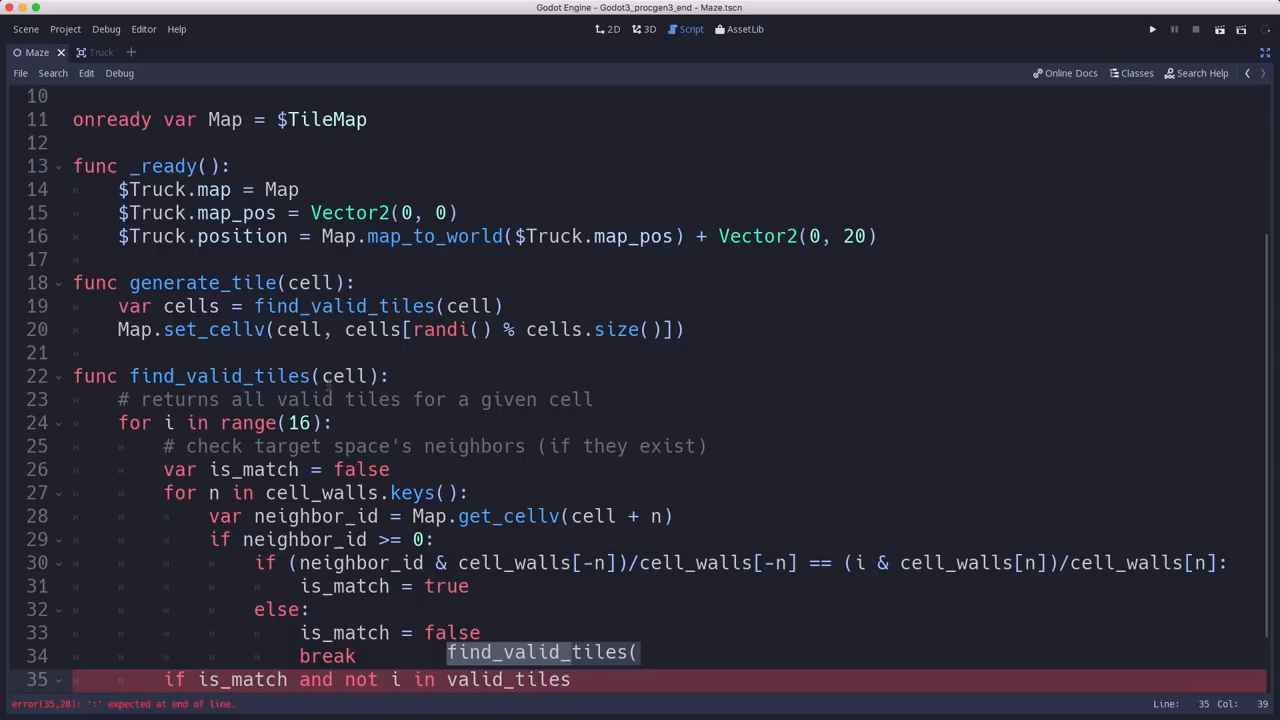 Godot Engine - Godot3_procgen3_end - Maze.tscn
Scene Project Debug Editor Help 2D 3D Script AssetLib
Maze Truck
File Search Edit Debug Online Docs Classes Search Help
10
11 onready var Map = $TileMap
12
13 func _ready():
14 $Truck.map = Map
15 $Truck.map_pos = Vector2(0, 0)
16 $Truck.position = Map.map_to_world($Truck.map_pos) + Vector2(0, 20)
17
18 func generate_tile(cell):
19 var cells = find_valid_tiles(cell)
20 Map.set_cellv(cell, cells[randi() % cells.size()])
21
22 func find_valid_tiles(cell):
23 # returns all valid tiles for a given cell
24 for i in range(16):
25 # check target space's neighbors (if they exist)
26 var is_match = false
27 for n in cell_walls.keys():
28 var neighbor_id = Map.get_cellv(cell + n)
29 if neighbor_id >= 0:
30 if (neighbor_id & cell_walls[-n])/cell_walls[-n] == (i & cell_walls[n])/cell_walls[n]:
31 is_match = true
32 else:
33 is_match = false
34 break find_valid_tiles(
35 if is_match and not i in valid_tiles
error(35,28): ':' expected at end of line. Line: 35 Col: 39